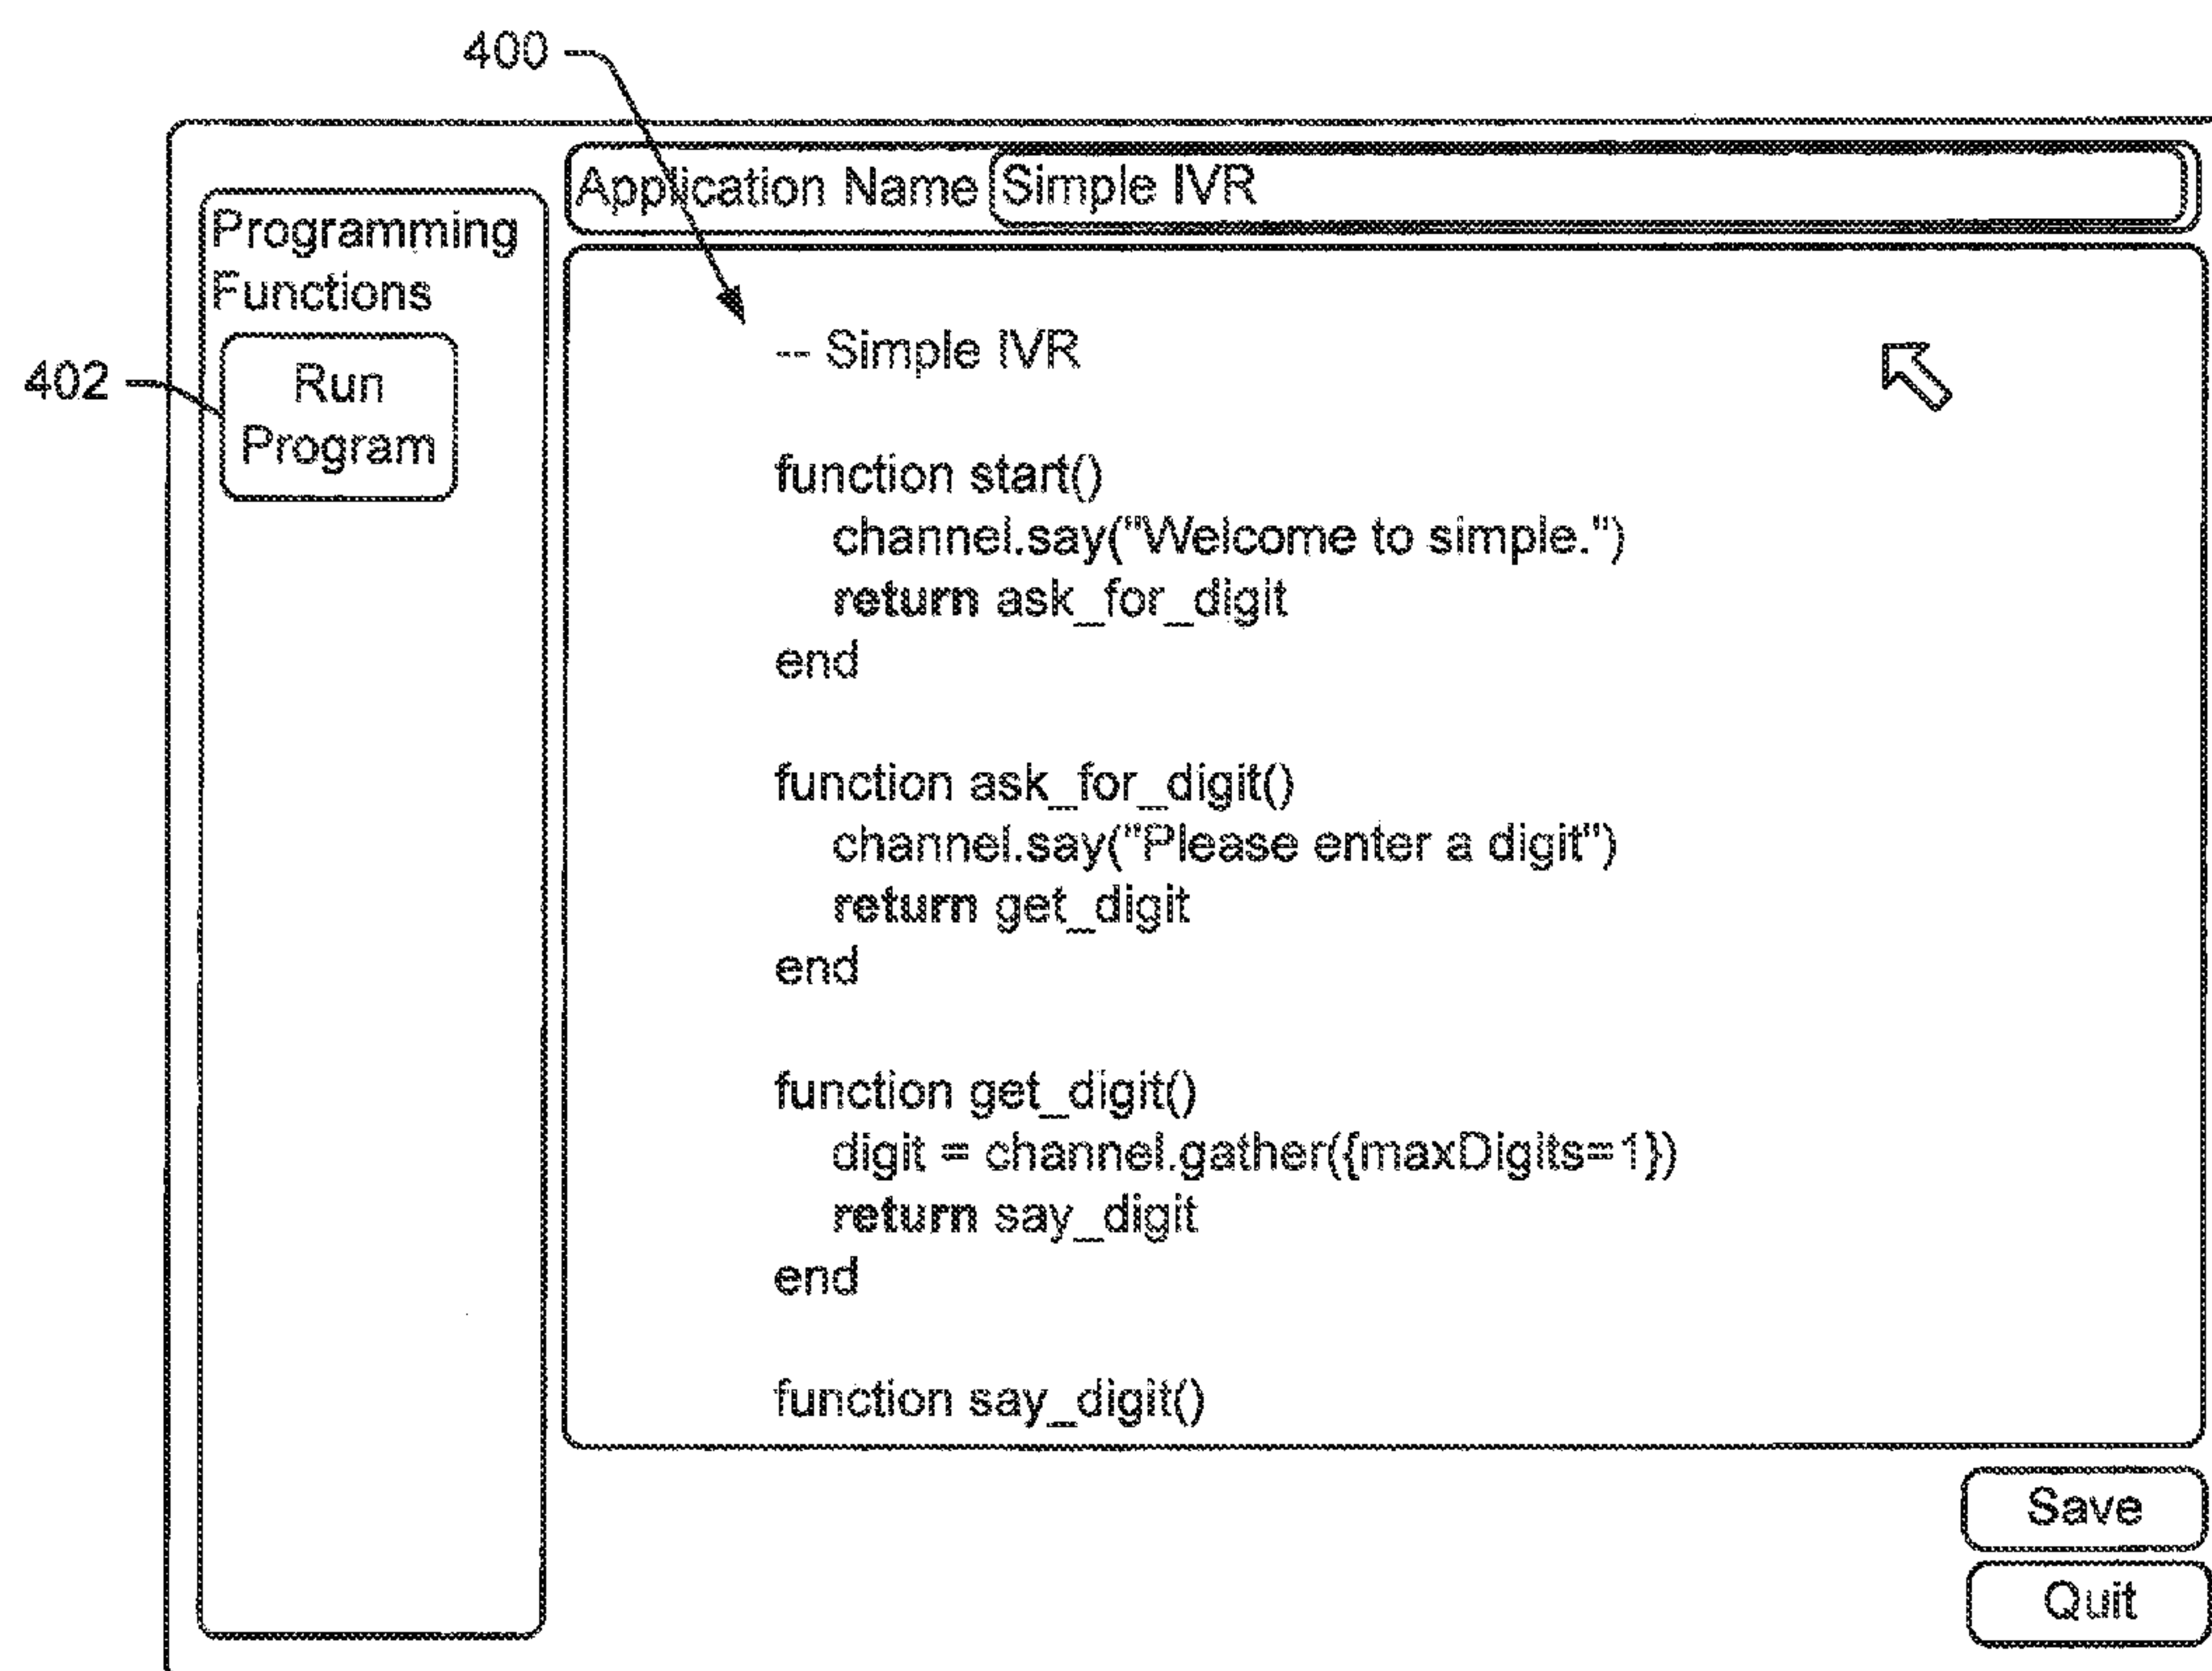 400
Application Name Simple IVR
Programming
Functions
402
Run
Program
-- Simple IVR
function start()
channel.say("Welcome to simple.")
return ask_for_digit
end
function ask_for_digit()
channel.say("Please enter a digit")
return get_digit
end
function get_digit()
digit = channel.gather({maxDigits=1})
return say_digit
end
function say_digit()
Save
Quit